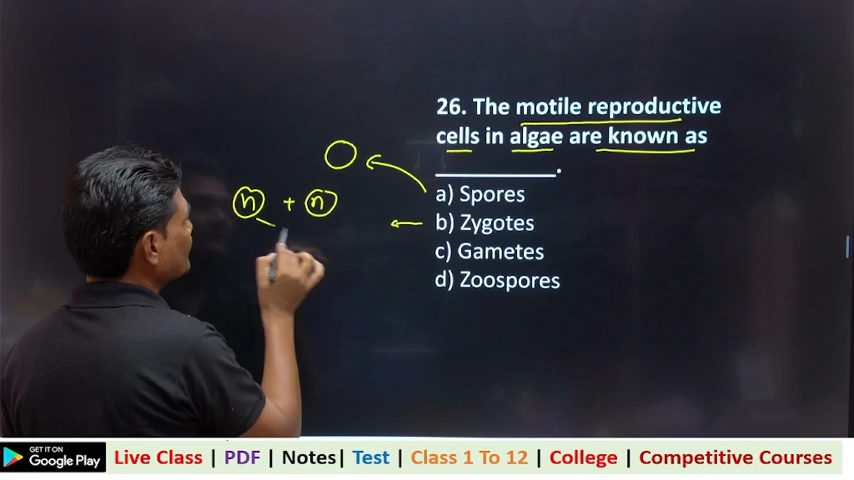 26. The motile reproductive
cells in algae are known as
____________.
a) Spores
b) Zygotes
c) Gametes
d) Zoospores
n + n
GET IT ON
Google Play
Live Class | PDF | Notes| Test | Class 1 To 12 | College | Competitive Courses